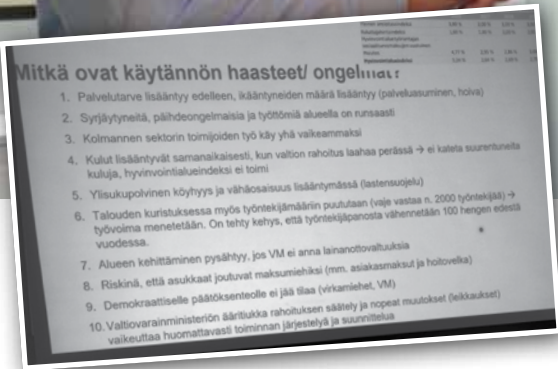 Mitkä ovat käytännön haasteet/ ongelmat?
1. Palvelutarve lisääntyy edelleen, ikääntyneiden määrä lisääntyy (palveluasuminen, hoiva)
2. Syrjäytyneitä, päihdeongelmaisia ja työttömiä alueella on runsaasti
3. Kolmannen sektorin toimijoiden työ käy yhä vaikeammaksi
4. Kulut lisääntyvät samanaikaisesti, kun valtion rahoitus laahaa perässä → ei kateta suurentuneita
kuluja, hyvinvointialueindeksi ei toimi
5. Ylisukupolvinen köyhyys ja vähäosaisuus lisääntymässä (lastensuojelu)
6. Talouden kuristuksessa myös työntekijämääriin puututaan (vaje vastaa n. 2000 työntekijää) →
työvoima menetetään. On tehty kehys, että työntekijäpanosta vähennetään 100 hengen edestä
vuodessa.
7. Alueen kehittäminen pysähtyy, jos VM ei anna lainanottovaltuuksia
8. Riskinä, että asukkaat joutuvat maksumiehiksi (mm. asiakasmaksut ja hoitovelka)
9. Demokraattiselle päätöksenteolle ei jää tilaa (virkamiehet, VM)
10. Valtiovarainministeriön ääritiukka rahoituksen säätely ja nopeat muutokset (leikkaukset)
vaikeuttaa huomattavasti toiminnan järjestelyä ja suunnittelua